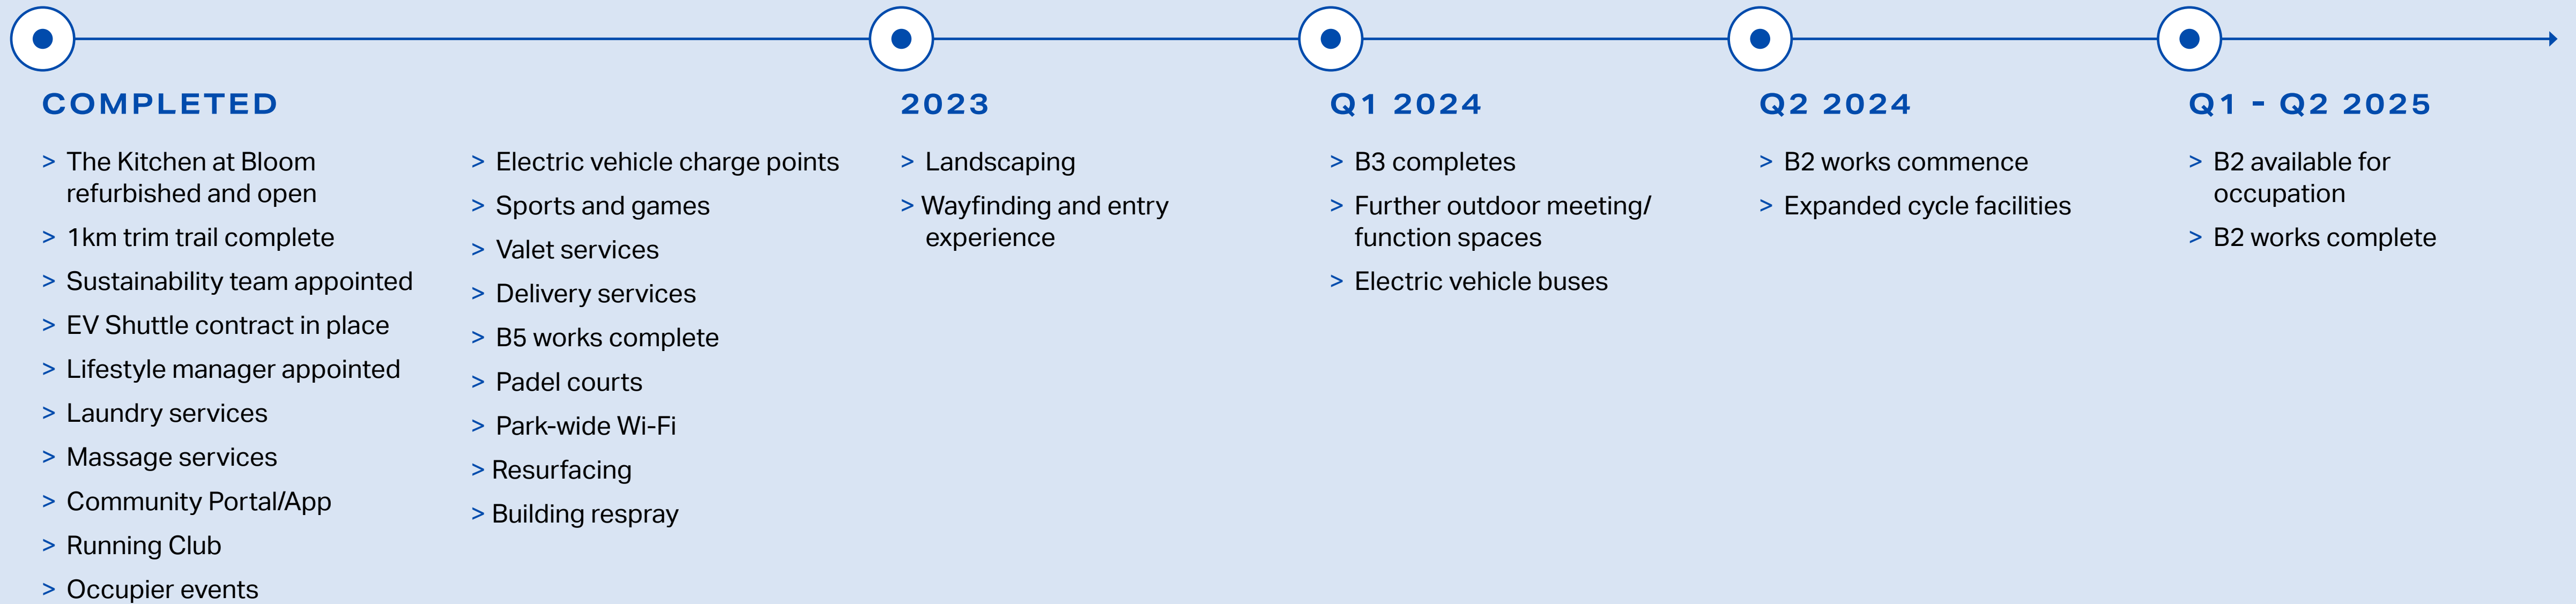 COMPLETED
> The Kitchen at Bloom
refurbished and open
> 1km trim trail complete
> Sustainability team appointed
> EV Shuttle contract in place
> Lifestyle manager appointed
> Laundry services
> Massage services
> Community Portal/App
> Running Club
> Occupier events
> Electric vehicle charge points
> Sports and games
> Valet services
> Delivery services
> B5 works complete
> Padel courts
> Park-wide Wi-Fi
> Resurfacing
> Building respray
2023
> Landscaping
> Wayfinding and entry
experience
Q1 2024
> B3 completes
> Further outdoor meeting/
function spaces
> Electric vehicle buses
Q2 2024
> B2 works commence
> Expanded cycle facilities
Q1 - Q2 2025
> B2 available for
occupation
> B2 works complete